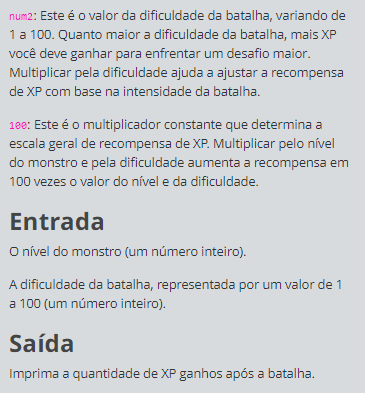 num2: Este é o valor da dificuldade da batalha, variando de
1 a 100. Quanto maior a dificuldade da batalha, mais XP
você deve ganhar para enfrentar um desafio maior.
Multiplicar pela dificuldade ajuda a ajustar a recompensa
de XP com base na intensidade da batalha.
100: Este é o multiplicador constante que determina a
escala geral de recompensa de XP. Multiplicar pelo nível
do monstro e pela dificuldade aumenta a recompensa em
100 vezes o valor do nível e da dificuldade.
Entrada
O nível do monstro (um número inteiro).
A dificuldade da batalha, representada por um valor de 1
a 100 (um número inteiro).
Saída
Imprima a quantidade de XP ganhos após a batalha.